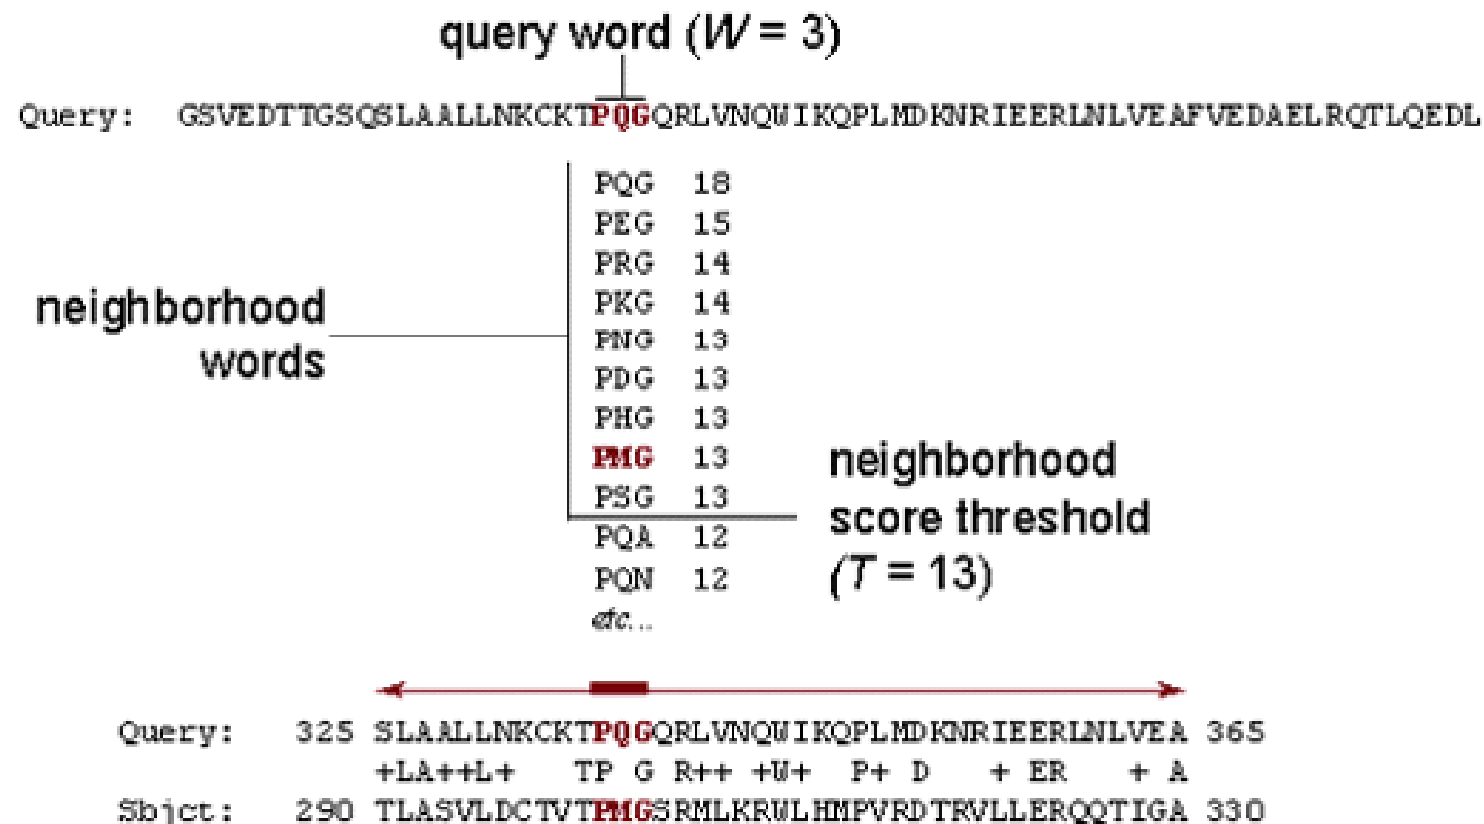 query word (W = 3)
Query: GSVEDTTGSQSLAALLNKCKTPQGQRLVNQWIKQPLMDKNRIEERLNLVEAFVEDAELRQTLQEDL
PQG 18
PEG 15
PRG 14
PKG 14
PNG 13
PDG 13
PHG 13
PMG 13
PSG 13
PQA 12
PQN 12
etc...
neighborhood
words
neighborhood
score threshold
(T = 13)
Query: 325 SLAALLNKCKTPQGQRLVNQWIKQPLMDKNRIEERLNLVEA 365
+LA++L+ TP G R++ +W+ P+ D + ER + A
Sbjct: 290 TLASVLDCTVTPMGSRMLKRWLHMPVRDTRVLLERQQTIGA 330